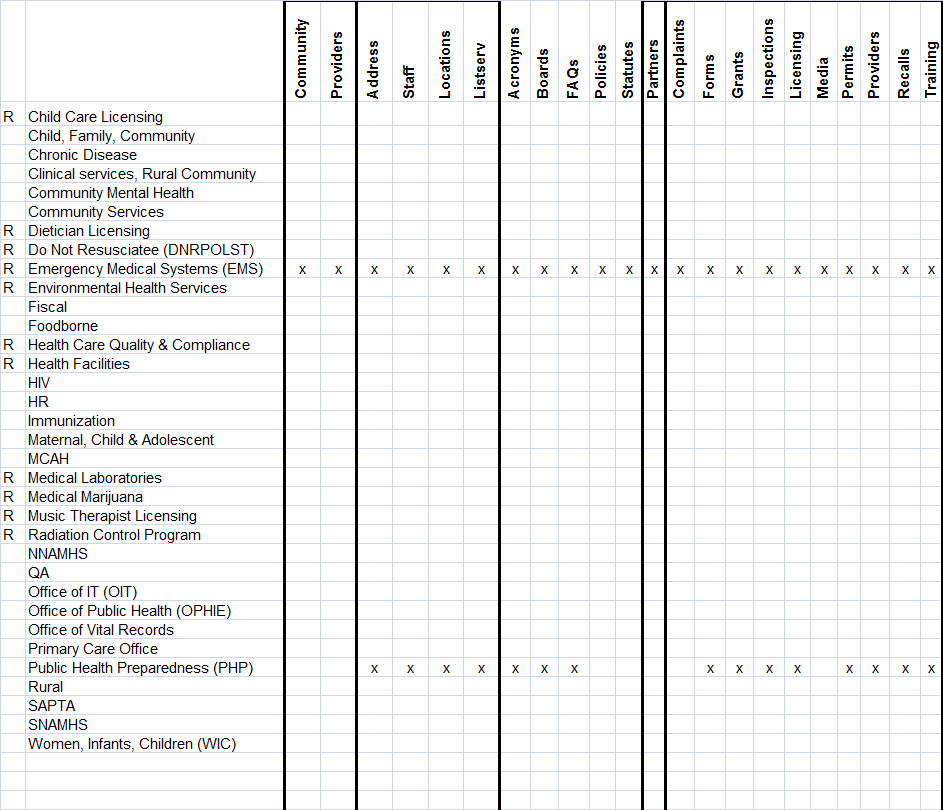 Community Providers Address Staff Locations Listserv Acronyms Boards FAQs Policies Statutes Partners Complaints Forms Grants Inspections Licensing Media Permits Providers Recalls Training
R Child Care Licensing
Child, Family, Community
Chronic Disease
Clinical services, Rural Community
Community Mental Health
Community Services
R Dietician Licensing
R Do Not Resusciatee (DNRPOLST)
R Emergency Medical Systems (EMS) x x x x x x x x x x x x x x x x x x x x x x
R Environmental Health Services
Fiscal
Foodborne
R Health Care Quality & Compliance
R Health Facilities
HIV
HR
Immunization
Maternal, Child & Adolescent
MCAH
R Medical Laboratories
R Medical Marijuana
R Music Therapist Licensing
R Radiation Control Program
NNAMHS
QA
Office of IT (OIT)
Office of Public Health (OPHIE)
Office of Vital Records
Primary Care Office
Public Health Preparedness (PHP) x x x x x x x x x x x x x x x
Rural
SAPTA
SNAMHS
Women, Infants, Children (WIC)